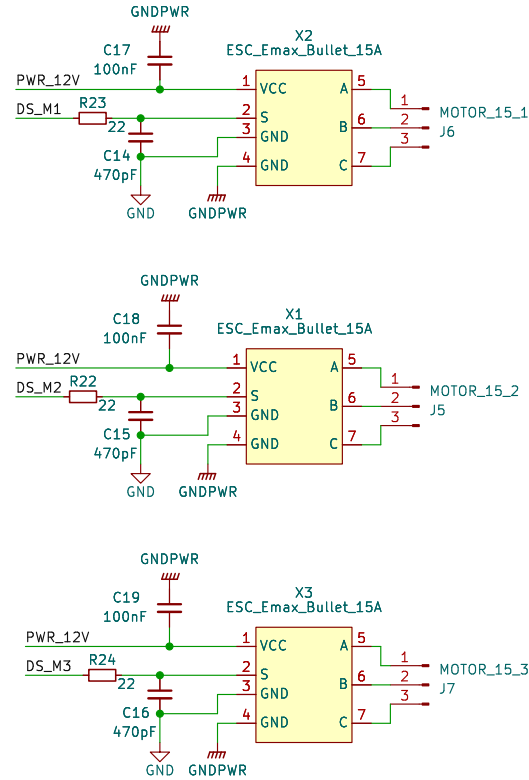 GNDPWR
C17
100nF
X2
ESC_Emax_Bullet_15A
PWR_12V
DS_M1
R23
22
C14
470pF
GND
GNDPWR
1
VCC
2
S
3
GND
4
GND
A
5
B
6
C
7
1
2
3
MOTOR_15_1
J6
GNDPWR
C18
100nF
X1
ESC_Emax_Bullet_15A
PWR_12V
DS_M2
R22
22
C15
470pF
GND
GNDPWR
1
VCC
2
S
3
GND
4
GND
A
5
B
6
C
7
1
2
3
MOTOR_15_2
J5
GNDPWR
C19
100nF
X3
ESC_Emax_Bullet_15A
PWR_12V
DS_M3
R24
22
C16
470pF
GND
GNDPWR
1
VCC
2
S
3
GND
4
GND
A
5
B
6
C
7
1
2
3
MOTOR_15_3
J7